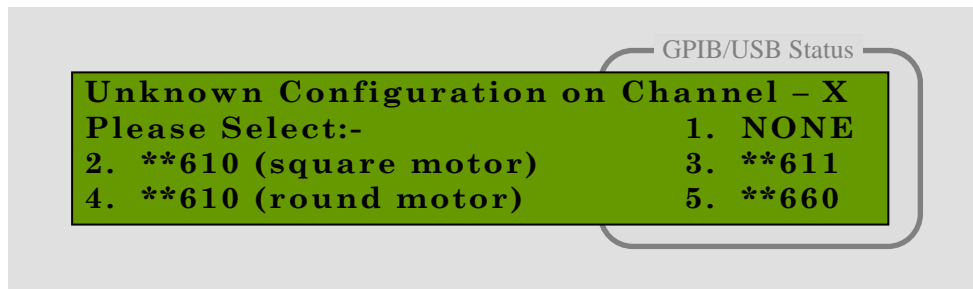 GPIB/USB Status
Unknown Configuration on Channel – X
Please Select:- 1. NONE
2. **610 (square motor) 3. **611
4. **610 (round motor) 5. **660